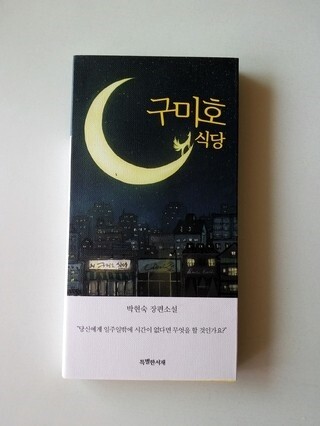 구미호
식당
박현숙 장편소설
"당신에게 일주일밖에 시간이 없다면 무엇을 할 것인가요?"
특별한서재